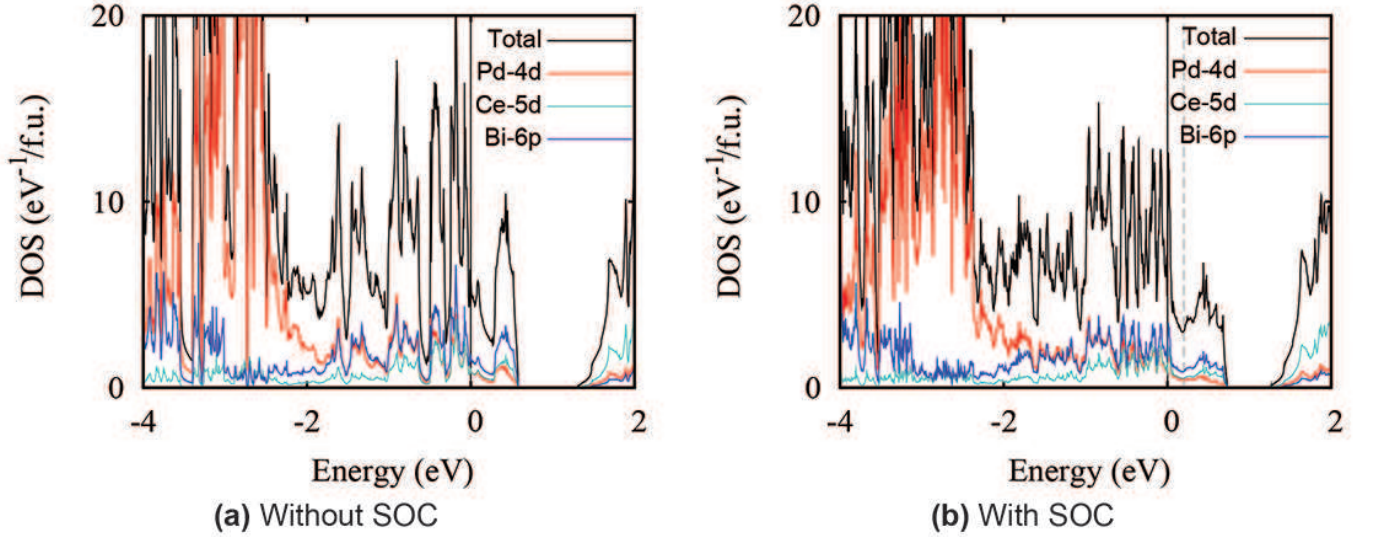 20
10
0
DOS (eV⁻¹/f.u.)
Total
Pd-4d
Ce-5d
Bi-6p
-4
-2
0
2
Energy (eV)
(a) Without SOC
20
10
0
DOS (eV⁻¹/f.u.)
Total
Pd-4d
Ce-5d
Bi-6p
-4
-2
0
2
Energy (eV)
(b) With SOC